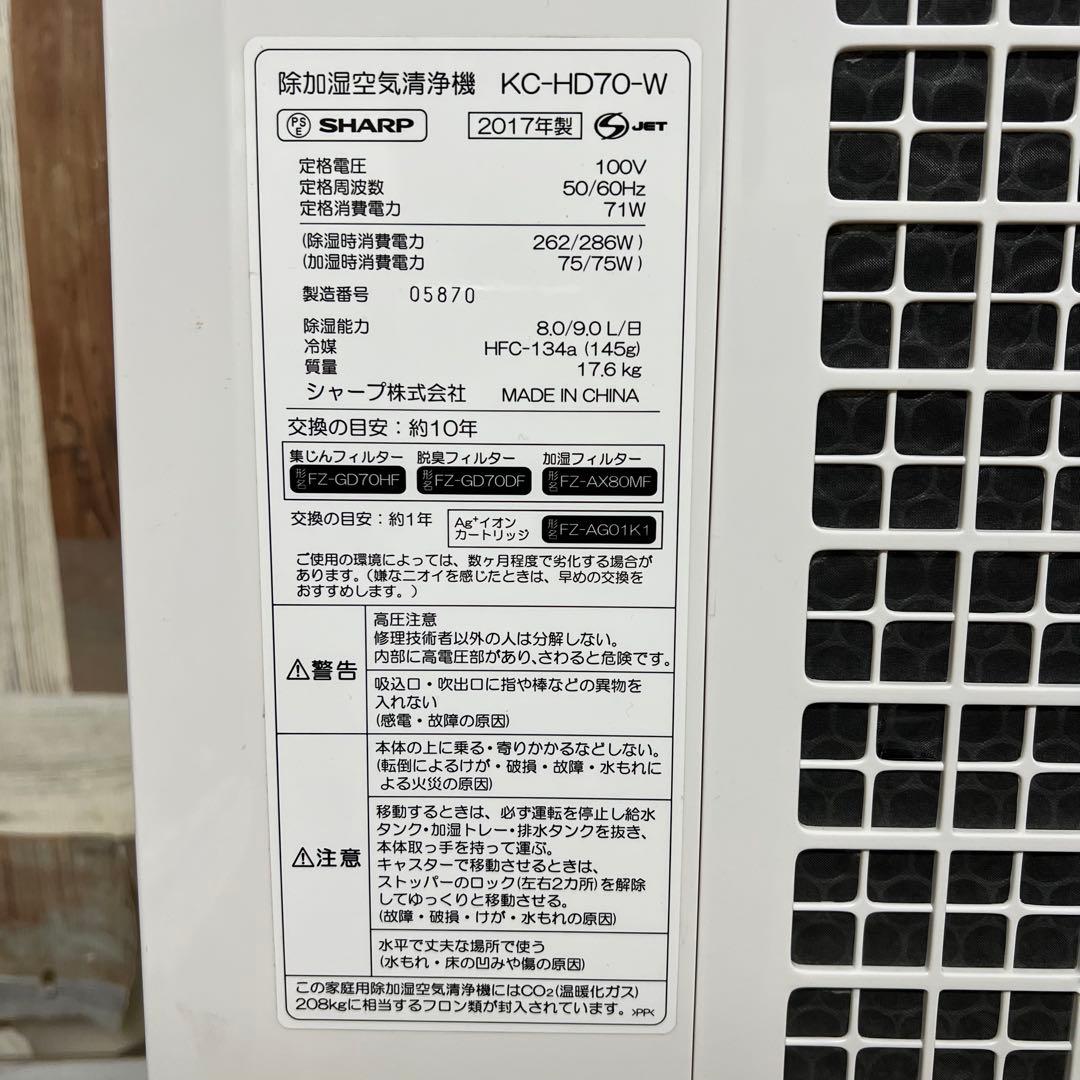 除加湿空気清浄機 KC-HD70-W
PSE SHARP 2017年製 S JET
定格電圧 100V
定格周波数 50/60Hz
定格消費電力 71W
(除湿時消費電力 262/286W)
(加湿時消費電力 75/75W)
製造番号 05870
除湿能力 8.0/9.0 L/日
冷媒 HFC-134a (145g)
質量 17.6 kg
シャープ株式会社 MADE IN CHINA
交換の目安:約10年
集じんフィルター 脱臭フィルター 加湿フィルター
形名 FZ-GD70HF 形名 FZ-GD70DF 形名 FZ-AX80MF
交換の目安:約1年 Ag⁺イオンカートリッジ 形名 FZ-AG01K1
ご使用の環境によっては、数ヶ月程度で劣化する場合が
あります。(嫌なニオイを感じたときは、早めの交換を
おすすめします。)
⚠警告
高圧注意
修理技術者以外の人は分解しない。
内部に高電圧部があり、さわると危険です。
吸込口・吹出口に指や棒などの異物を
入れない
(感電・故障の原因)
⚠注意
本体の上に乗る・寄りかかるなどしない。
(転倒によるけが・破損・故障・水もれに
よる火災の原因)
移動するときは、必ず運転を停止し給水
タンク・加湿トレー・排水タンクを抜き、
本体取っ手を持って運ぶ。
キャスターで移動させるときは、
ストッパーのロック(左右2カ所)を解除
してゆっくりと移動させる。
(故障・破損・けが・水もれの原因)
水平で丈夫な場所で使う
(水もれ・床の凹みや傷の原因)
この家庭用除加湿空気清浄機にはCO₂(温暖化ガス)
208kgに相当するフロン類が封入されています。 >PP<